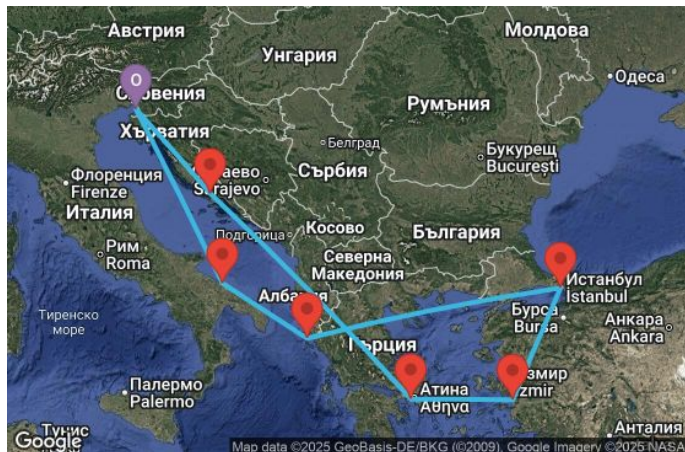 Австрия
Молдова
Унгария
Одеса
O
Словения
Румъния
Хърватия
Белград
Букурещ
București
Флоренция
Firenze
Sarajevo
Сърбия
Италия
Подгорица
Косово
България
Рим
Roma
Северна
Македония
Истанбул
İstanbul
Албания
Тиренско
море
Бурса
Bursa
Анкара
Ankara
Гърция
Палермо
Palermo
Атина
Αθήνα
Измир
Izmir
Тунис
Анталия
Google
Map data ©2025 GeoBasis-DE/BKG (©2009), Google Imagery ©2025 NASA